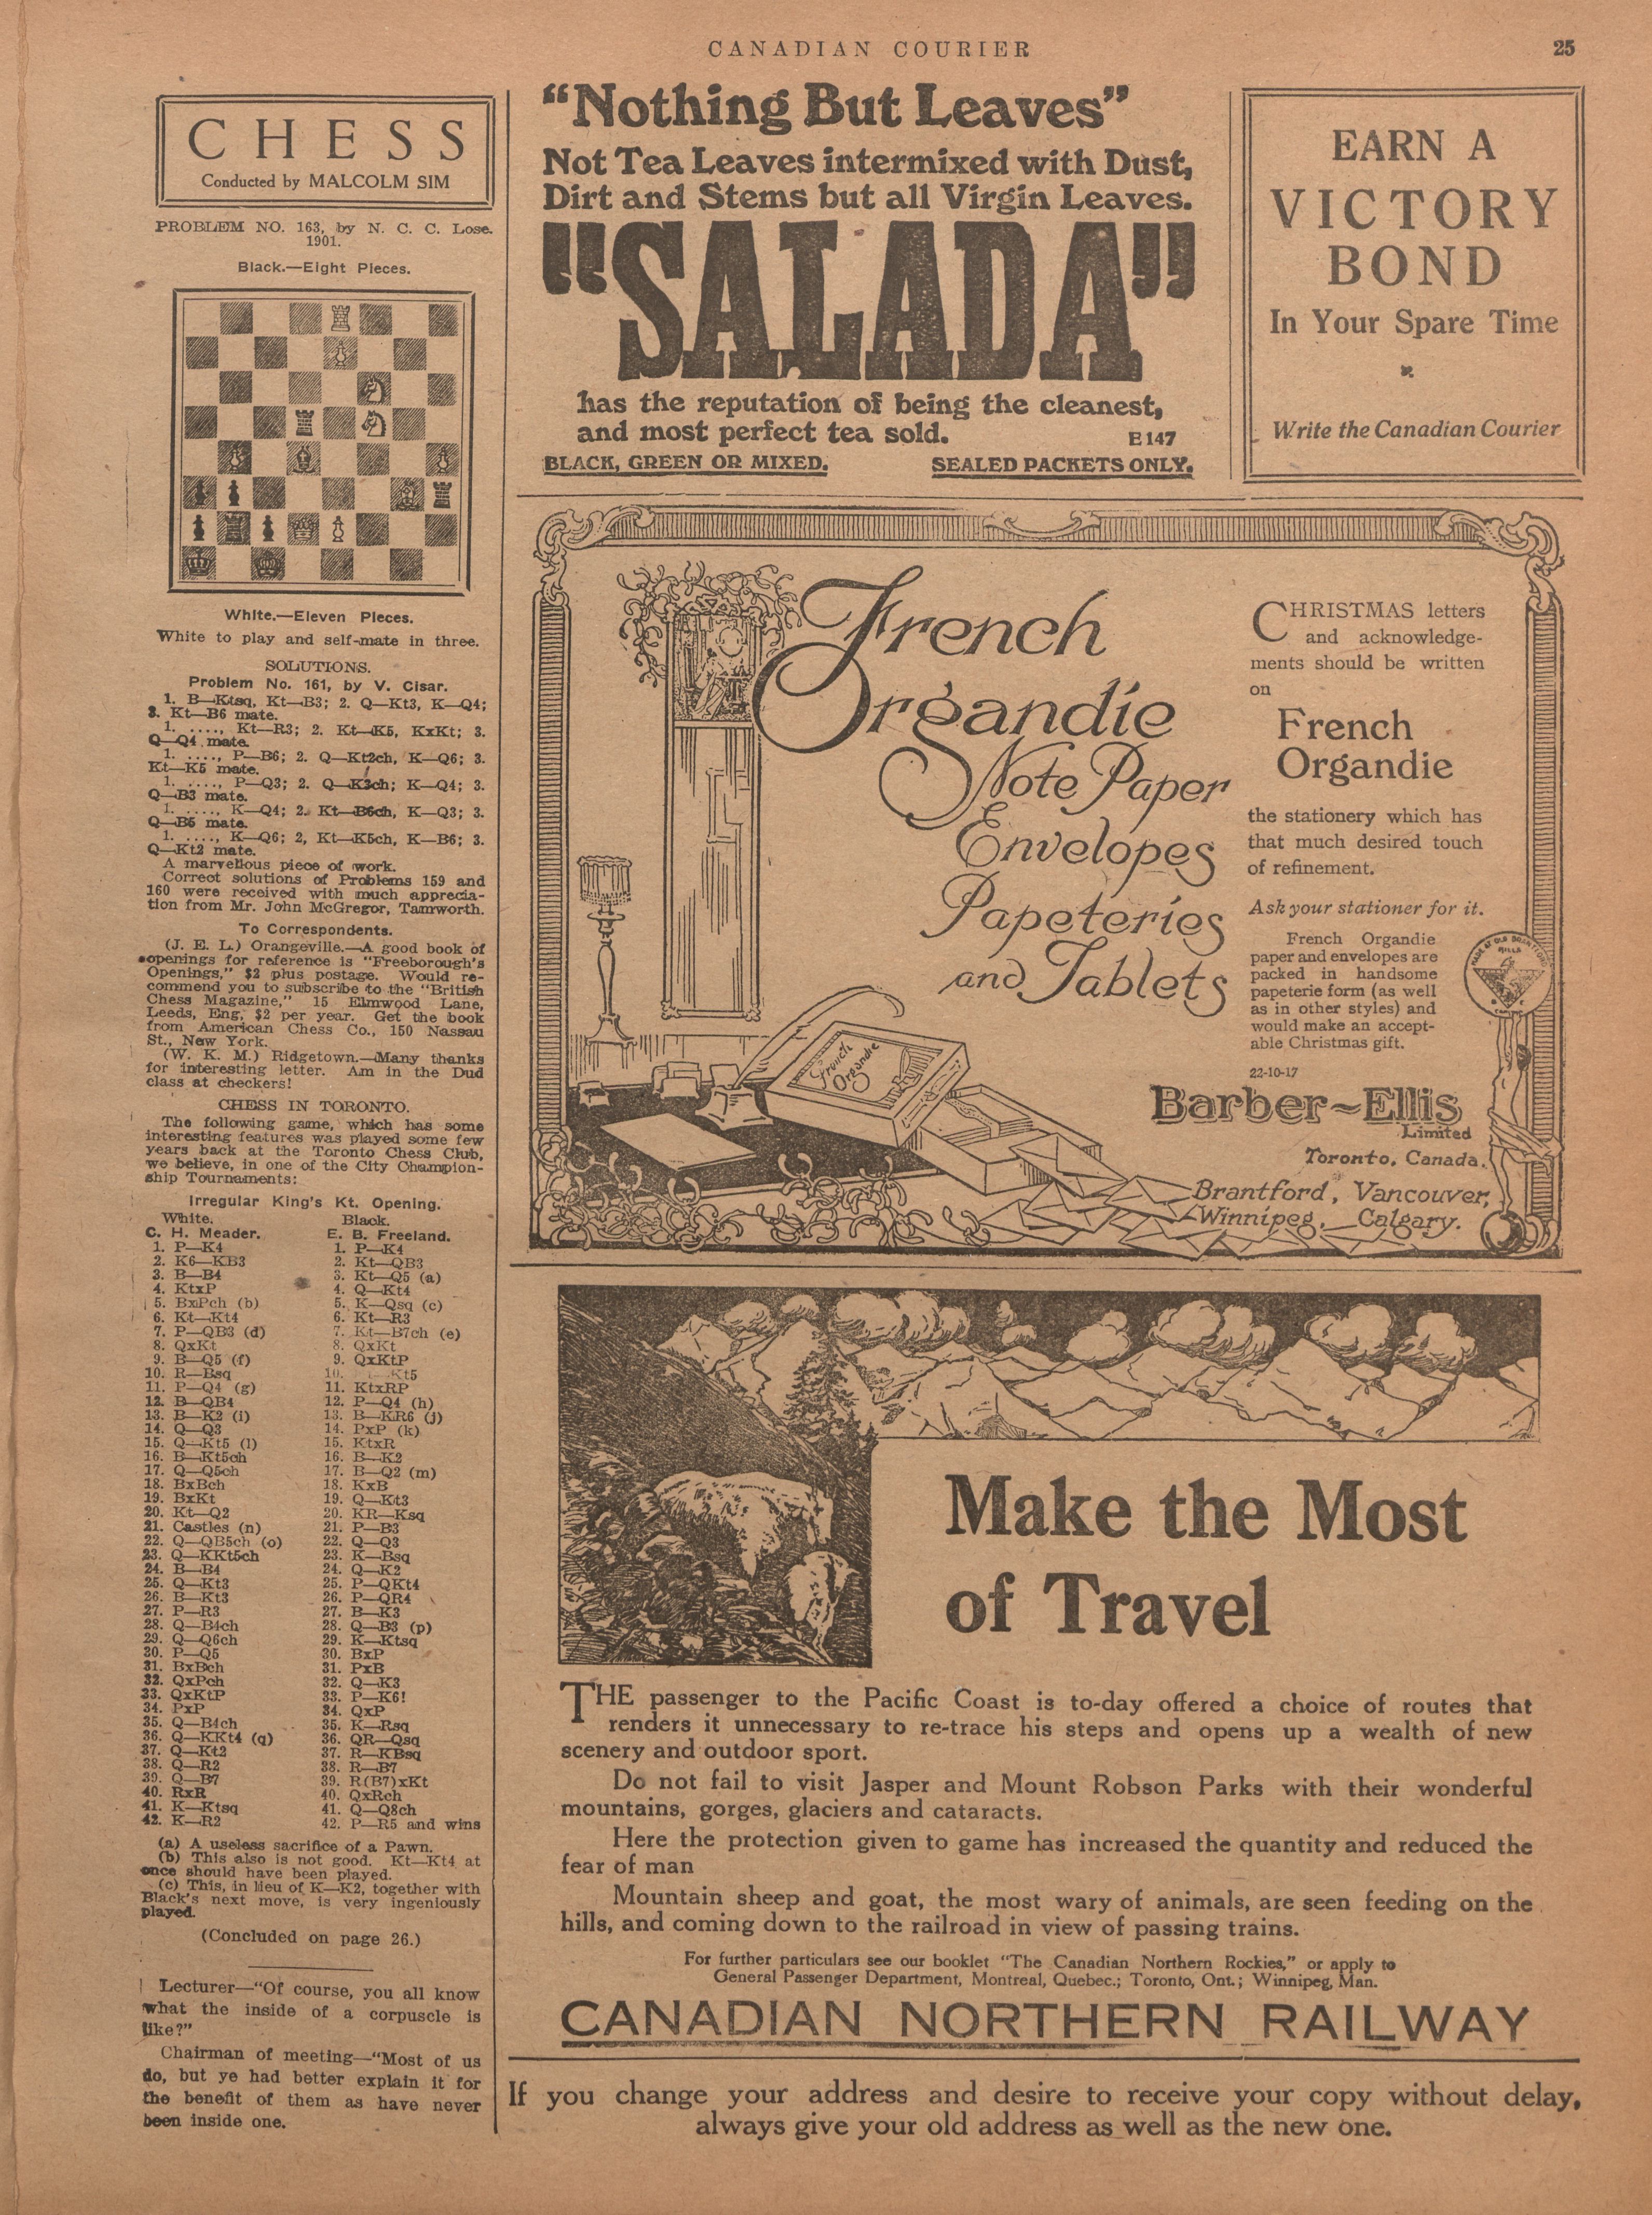 CANADIAN COURIER
25
CHESS
Conducted by MALCOLM SIM
PROBLEM NO. 163, by N. C. C. Lose.
1901.
Black.—Eight Pieces.
White.—Eleven Pieces.
White to play and self-mate in three.
SOLUTIONS.
Problem No. 161, by V. Cisar.
1. B—Ktsq, Kt—B3; 2. Q—Kt3, K—Q4;
3. Kt—B6 mate.
1. ...., Kt—R3; 2. Kt—K5, KxKt; 3.
Q—Q4 mate.
1. ...., P—B6; 2. Q—Kt2ch, K—Q6; 3.
Kt—K5 mate.
1. ...., P—Q3; 2. Q—K3ch; K—Q4; 3.
Q—B3 mate.
1. ...., K—Q4; 2. Kt—B6ch, K—Q3; 3.
Q—B5 mate.
1. ...., K—Q6; 2, Kt—K5ch, K—B6; 3.
Q—Kt2 mate.
A marvellous piece of work.
Correct solutions of Problems 159 and
160 were received with much apprecia-
tion from Mr. John McGregor, Tamworth.
To Correspondents.
(J. E. L.) Orangeville.—A good book of
openings for reference is "Freeborough's
Openings," $2 plus postage. Would re-
commend you to subscribe to the "British
Chess Magazine," 15 Elmwood Lane,
Leeds, Eng, $2 per year. Get the book
from American Chess Co., 150 Nassau
St., New York.
(W. K. M.) Ridgetown.—Many thanks
for interesting letter. Am in the Dud
class at checkers!
CHESS IN TORONTO.
The following game, which has some
interesting features was played some few
years back at the Toronto Chess Club,
we believe, in one of the City Champion-
ship Tournaments:
Irregular King's Kt. Opening.
White. Black.
C. H. Meader. E. B. Freeland.
1. P—K4 1. P—K4
2. K6—KB3 2. Kt—QB3
3. B—B4 3. Kt—Q5 (a)
4. KtxP 4. Q—Kt4
5. BxPch (b) 5. K—Qsq (c)
6. Kt—Kt4 6. Kt—R3
7. P—QB3 (d) 7. Kt—B7ch (e)
8. QxKt 8. QxKt
9. B—Q5 (f) 9. QxKtP
10. R—Bsq 10. —Kt5
11. P—Q4 (g) 11. KtxRP
12. B—QB4 12. P—Q4 (h)
13. B—K2 (i) 13. B—KR6 (j)
14. Q—Q3 14. PxP (k)
15. Q—Kt5 (l) 15. KtxR
16. B—Kt5ch 16. B—K2
17. Q—Q5ch 17. B—Q2 (m)
18. BxBch 18. KxB
19. BxKt 19. Q—Kt3
20. Kt—Q2 20. KR—Ksq
21. Castles (n) 21. P—B3
22. Q—QB5ch (o) 22. Q—Q3
23. Q—KKt5ch 23. K—Bsq
24. B—B4 24. Q—K2
25. Q—Kt3 25. P—QKt4
26. B—Kt3 26. P—QR4
27. P—R3 27. B—K3
28. Q—B4ch 28. Q—B3 (p)
29. Q—Q6ch 29. K—Ktsq
30. P—Q5 30. BxP
31. BxBch 31. PxB
32. QxPch 32. Q—K3
33. QxKtP 33. P—K6!
34. PxP 34. QxP
35. Q—B4ch 35. K—Rsq
36. Q—KKt4 (q) 36. QR—Qsq
37. Q—Kt2 37. R—KBsq
38. Q—R2 38. R—B7
39. Q—B7 39. R(B7)xKt
40. RxR 40. QxRch
41. K—Ktsq 41. Q—Q8ch
42. K—R2 42. P—R5 and wins
(a) A useless sacrifice of a Pawn.
(b) This also is not good. Kt—Kt4 at
once should have been played.
(c) This, in lieu of K—K2, together with
Black's next move, is very ingeniously
played.
(Concluded on page 26.)
Lecturer—"Of course, you all know
what the inside of a corpuscle is
like?"
Chairman of meeting—"Most of us
do, but ye had better explain it for
the benefit of them as have never
been inside one.
"Nothing But Leaves"
Not Tea Leaves intermixed with Dust,
Dirt and Stems but all Virgin Leaves.
"SALADA"
has the reputation of being the cleanest,
and most perfect tea sold. E 147
BLACK, GREEN OR MIXED. SEALED PACKETS ONLY.
EARN A
VICTORY
BOND
In Your Spare Time
Write the Canadian Courier
French
Organdie
Note Paper
Envelopes
Papeteries
and Tablets
French
Organdie
CHRISTMAS letters
and acknowledge-
ments should be written
on
French
Organdie
the stationery which has
that much desired touch
of refinement.
Ask your stationer for it.
French Organdie
paper and envelopes are
packed in handsome
papeterie form (as well
as in other styles) and
would make an accept-
able Christmas gift.
22-10-17
Barber-Ellis
Limited
Toronto, Canada.
Brantford, Vancouver,
Winnipeg, Calgary.
Make the Most
of Travel
THE passenger to the Pacific Coast is to-day offered a choice of routes that
renders it unnecessary to re-trace his steps and opens up a wealth of new
scenery and outdoor sport.
Do not fail to visit Jasper and Mount Robson Parks with their wonderful
mountains, gorges, glaciers and cataracts.
Here the protection given to game has increased the quantity and reduced the
fear of man
Mountain sheep and goat, the most wary of animals, are seen feeding on the
hills, and coming down to the railroad in view of passing trains.
For further particulars see our booklet "The Canadian Northern Rockies," or apply to
General Passenger Department, Montreal, Quebec.; Toronto, Ont.; Winnipeg, Man.
CANADIAN NORTHERN RAILWAY
If you change your address and desire to receive your copy without delay,
always give your old address as well as the new one.